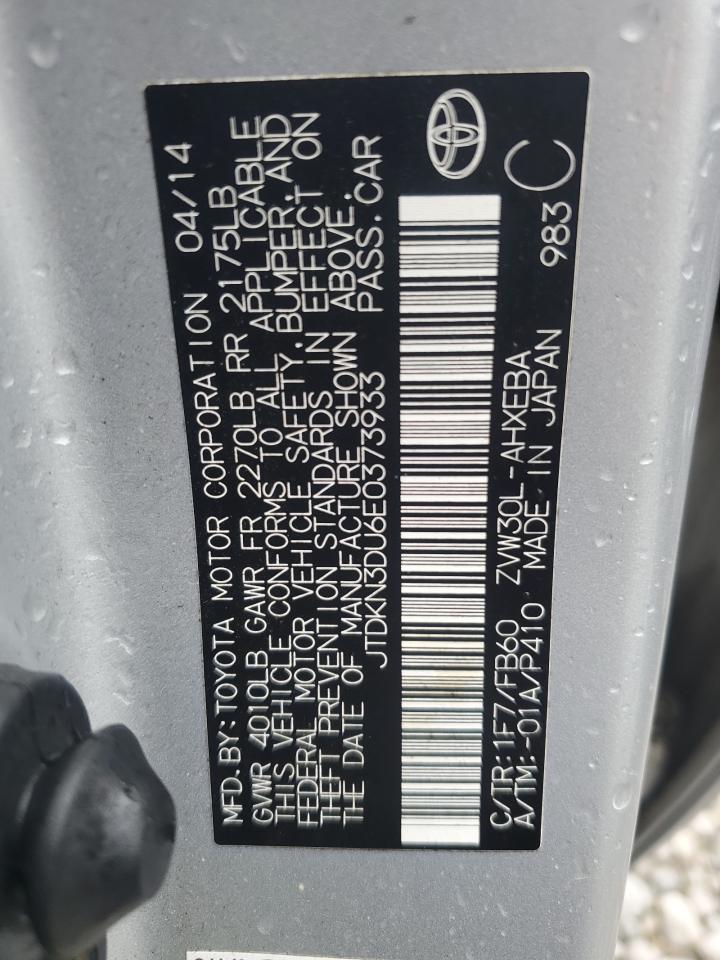 MFD. BY: TOYOTA MOTOR CORPORATION 04/14
GVWR 4010LB GAWR FR 2270LB RR 2175LB
THIS VEHICLE CONFORMS TO ALL APPLICABLE
FEDERAL MOTOR VEHICLE SAFETY, BUMPER, AND
THEFT PREVENTION STANDARDS IN EFFECT ON
THE DATE OF MANUFACTURE SHOWN ABOVE.
JTDKN3DU6E0373933 PASS. CAR
C/TR: 1F7/FB60 ZVW30L-AHXEBA 983 C
A/TM: -01A/P410 MADE IN JAPAN